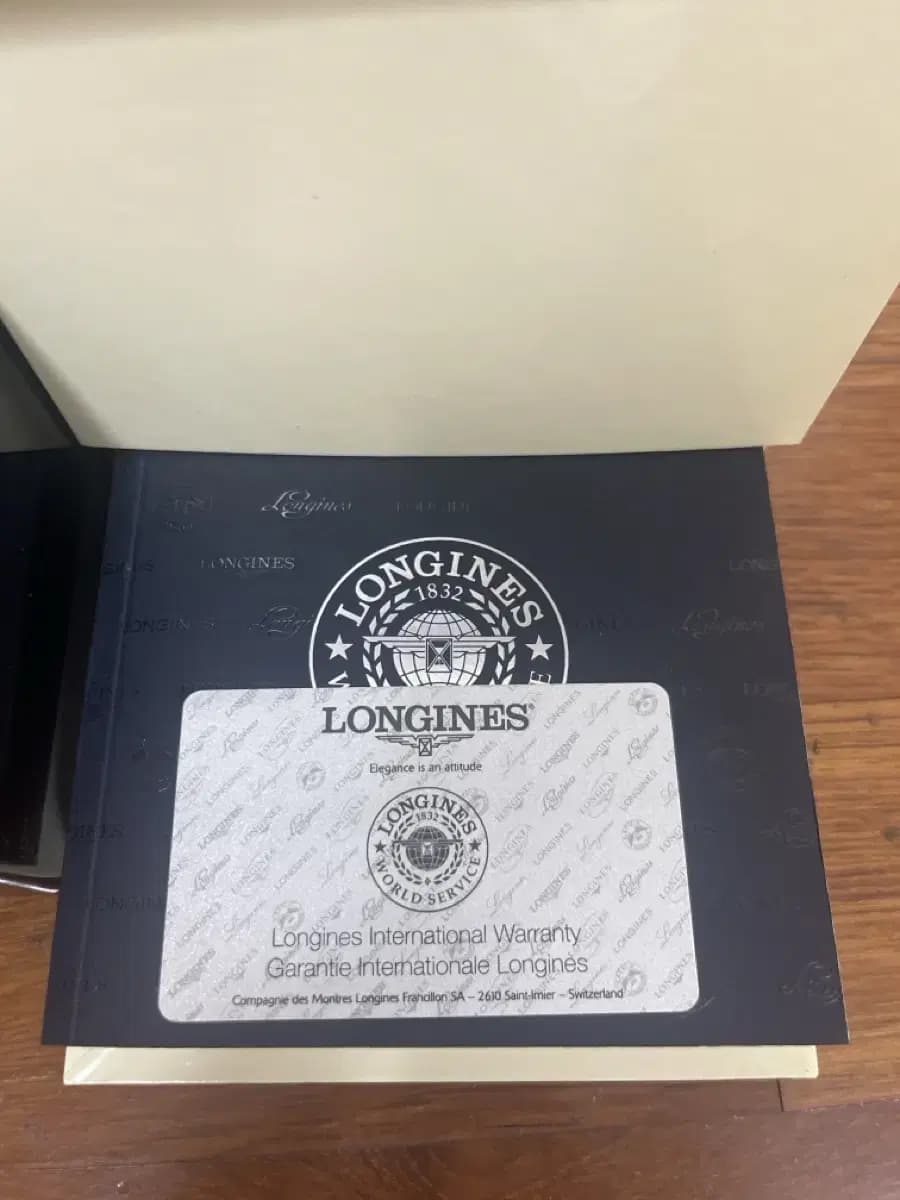 Longines
LONGINES
LONGINES
1832
LONGINES
Longines
LONGINES
Elegance is an attitude
LONGINES
1832
WORLD SERVICE
Longines International Warranty
Garantie Internationale Longines
Compagnie des Montres Longines Francillon SA – 2610 Saint-Imier – Switzerland